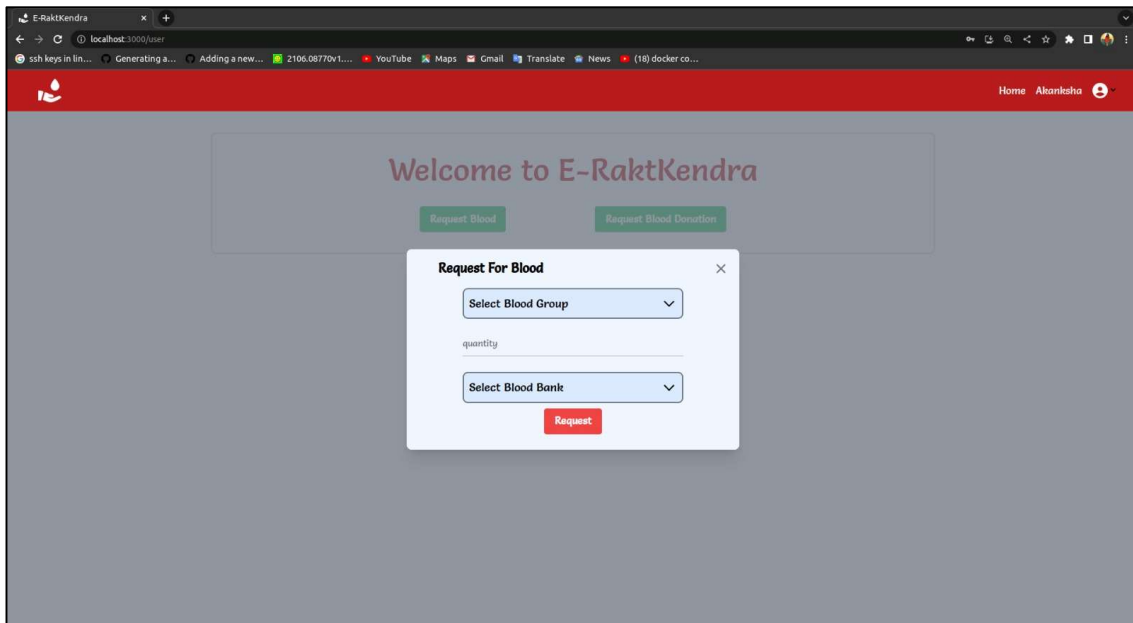 E-RaktKendra
localhost:3000/user
ssh keys in lin... Generating a... Adding a new... 2106.08770v1.... YouTube Maps Gmail Translate News (18) docker co...
Home Akanksha
Welcome to E-RaktKendra
Request Blood Request Blood Donation
Request For Blood
Select Blood Group
quantity
Select Blood Bank
Request